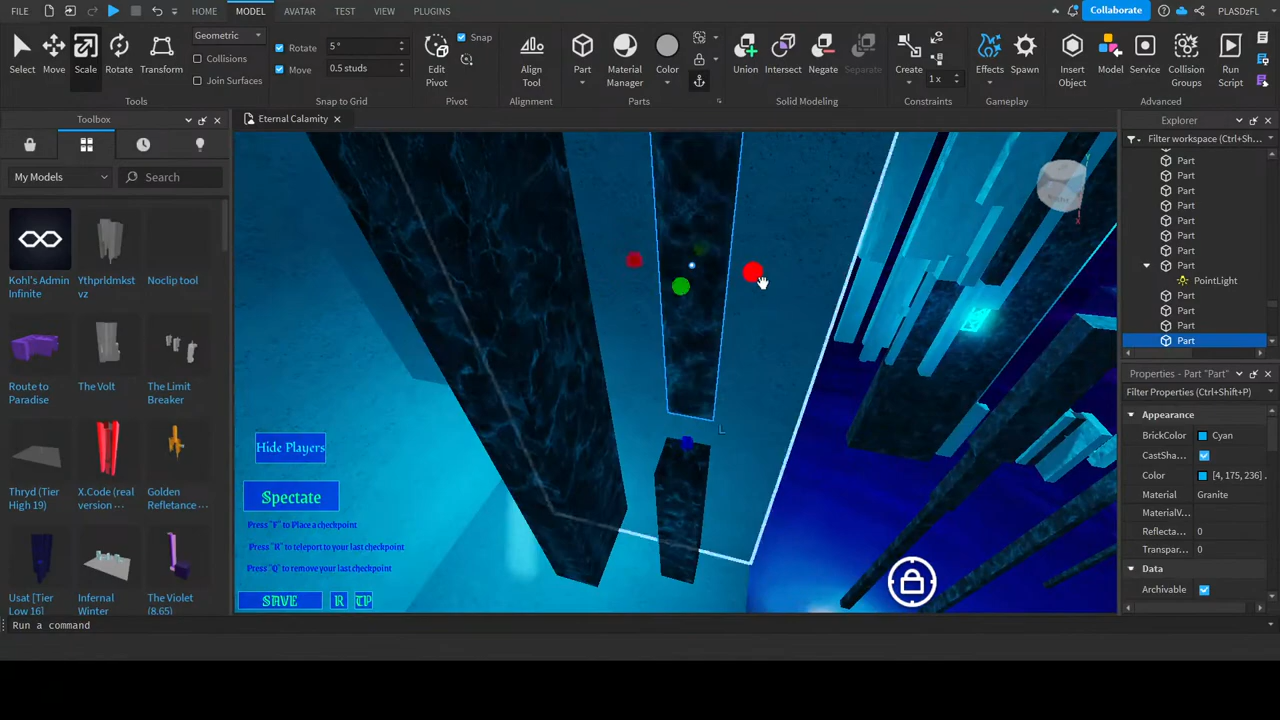 FILE HOME MODEL AVATAR TEST VIEW PLUGINS Collaborate PLASDzFL
Select Move Scale Rotate Transform
Geometric
Collisions
Join Surfaces
Tools
Rotate 5 °
Move 0.5 studs
Snap to Grid
Edit Pivot
Snap
Pivot
Align Tool
Alignment
Part
Material Manager
Color
Parts
Union Intersect Negate Separate
Solid Modeling
Create
1 x
Constraints
Effects Spawn
Gameplay
Insert Object
Model Service
Collision Groups
Run Script
Advanced
Toolbox
My Models
Search
Kohl's Admin Infinite
Ythprldmkst vz
Noclip tool
Route to Paradise
The Volt
The Limit Breaker
Thryd (Tier High 19)
X.Code (real version ···
Golden Refletance ···
Usat [Tier Low 16]
Infernal Winter
The Violet (8.65)
Eternal Calamity
Hide Players
Spectate
Press "F" to Place a checkpoint
Press "R" to teleport to your last checkpoint
Press "Q" to remove your last checkpoint
SAVE R TP
L
X
Explorer
Filter workspace (Ctrl+Sh...
Part
Part
Part
Part
Part
Part
Part
Part
PointLight
Part
Part
Part
Part
Properties - Part "Part"
Filter Properties (Ctrl+Shift+P)
Appearance
BrickColor Cyan
CastSha...
Color [4, 175, 236]
Material Granite
MaterialV...
Reflecta... 0
Transpar... 0
Data
Archivable
Run a command